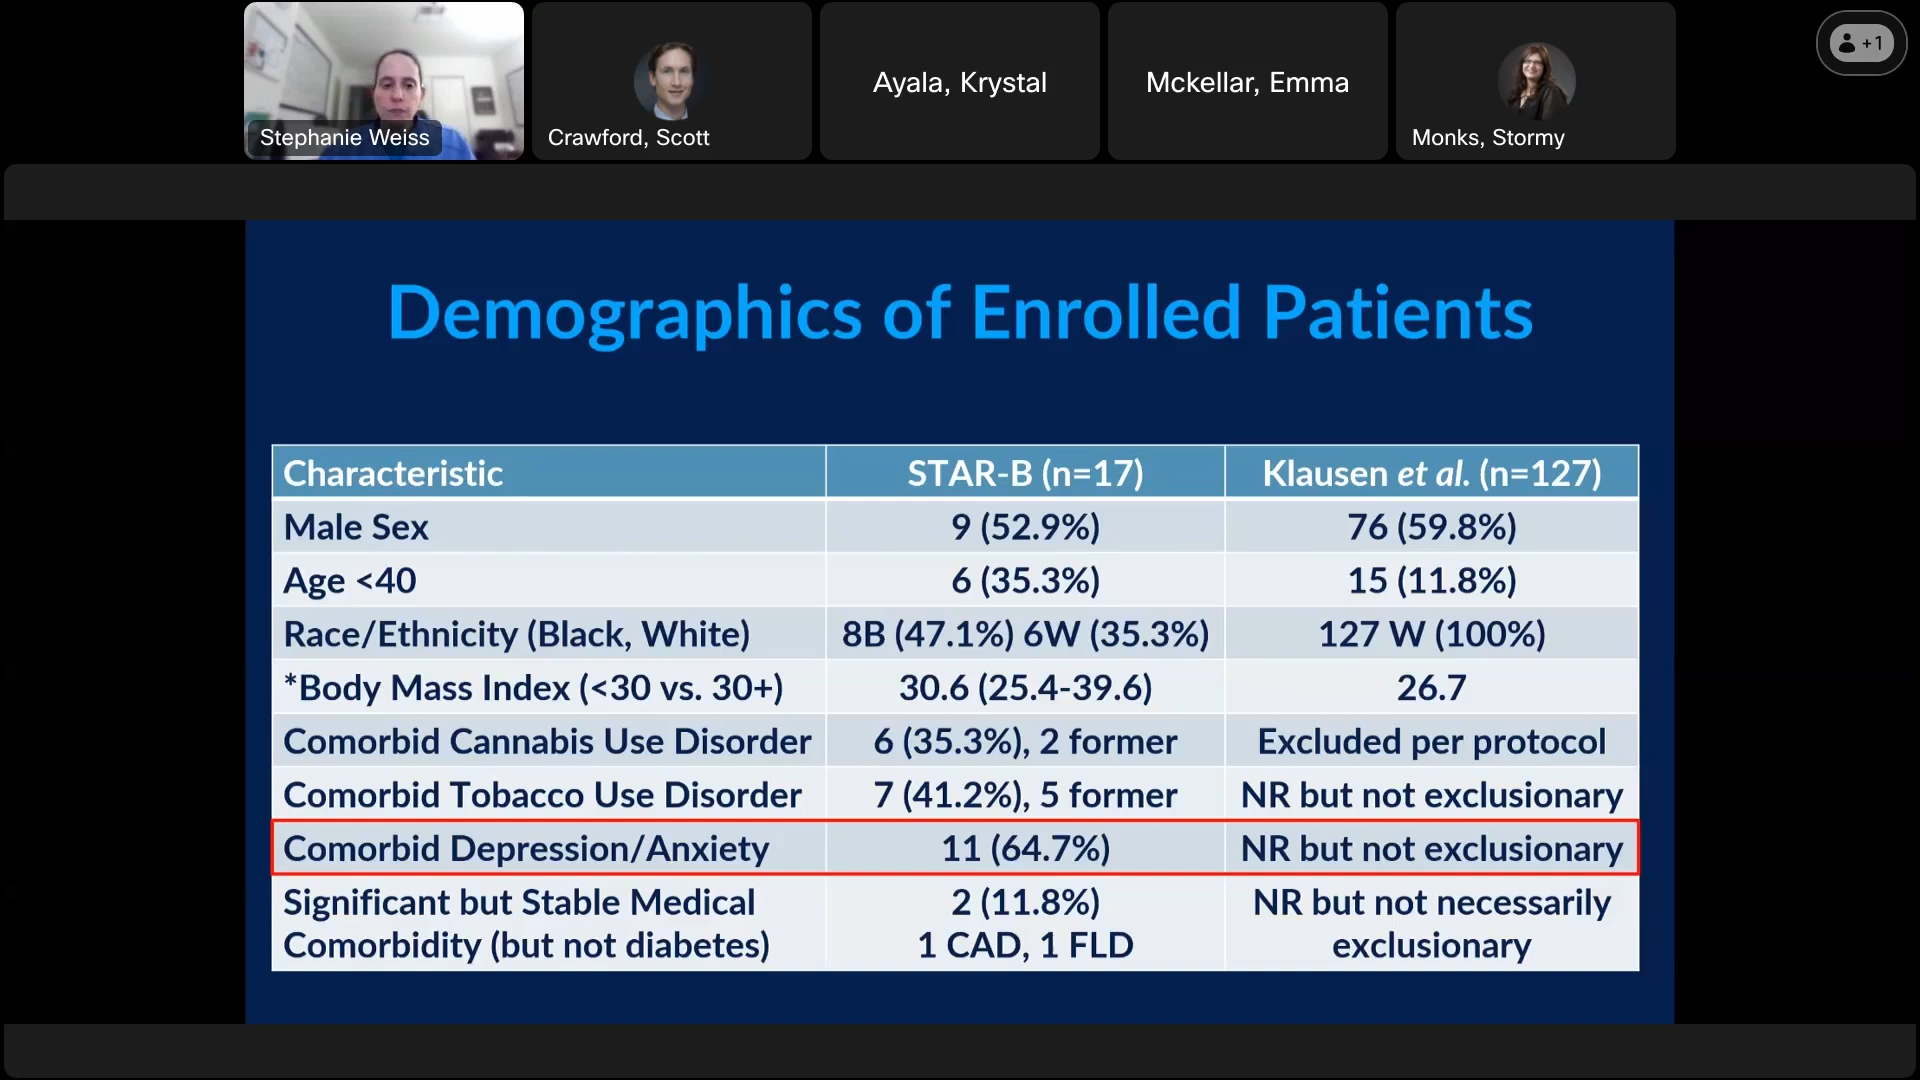 Stephanie Weiss
Crawford, Scott
Ayala, Krystal
Mckellar, Emma
Monks, Stormy
+1
Demographics of Enrolled Patients
Characteristic STAR-B (n=17) Klausen et al. (n=127)
Male Sex 9 (52.9%) 76 (59.8%)
Age <40 6 (35.3%) 15 (11.8%)
Race/Ethnicity (Black, White) 8B (47.1%) 6W (35.3%) 127 W (100%)
*Body Mass Index (<30 vs. 30+) 30.6 (25.4-39.6) 26.7
Comorbid Cannabis Use Disorder 6 (35.3%), 2 former Excluded per protocol
Comorbid Tobacco Use Disorder 7 (41.2%), 5 former NR but not exclusionary
Comorbid Depression/Anxiety 11 (64.7%) NR but not exclusionary
Significant but Stable Medical 2 (11.8%) NR but not necessarily
Comorbidity (but not diabetes) 1 CAD, 1 FLD exclusionary